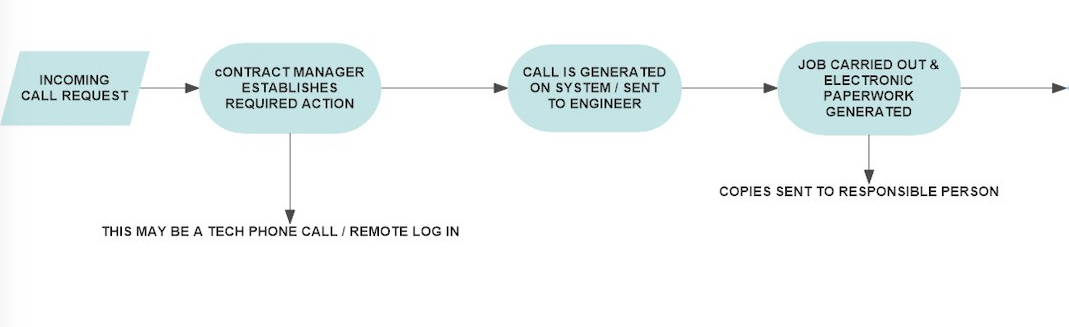 INCOMING
CALL REQUEST
cONTRACT MANAGER
ESTABLISHES
REQUIRED ACTION
CALL IS GENERATED
ON SYSTEM / SENT
TO ENGINEER
JOB CARRIED OUT &
ELECTRONIC
PAPERWORK
GENERATED
THIS MAY BE A TECH PHONE CALL / REMOTE LOG IN
COPIES SENT TO RESPONSIBLE PERSON